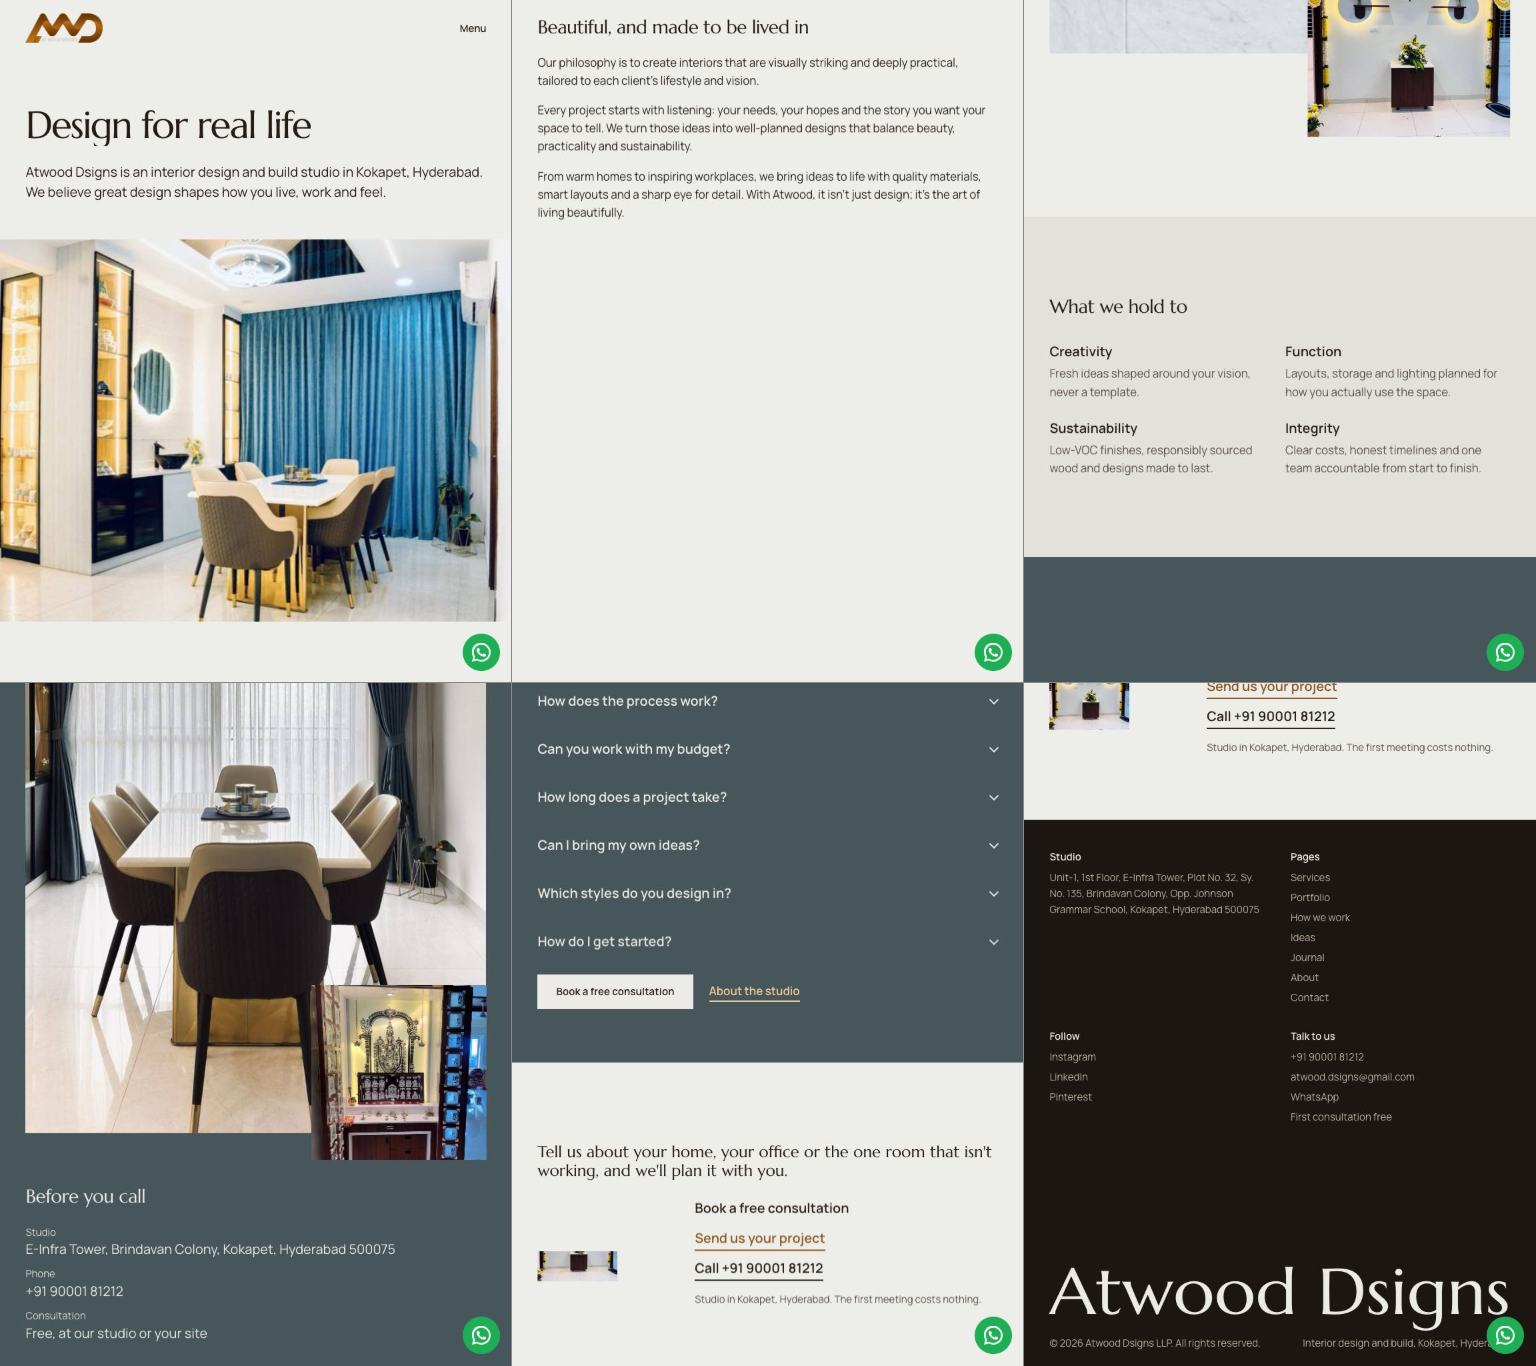 Menu
Design for real life
Atwood Dsigns is an interior design and build studio in Kokapet, Hyderabad.
We believe great design shapes how you live, work and feel.
Beautiful, and made to be lived in
Our philosophy is to create interiors that are visually striking and deeply practical,
tailored to each client's lifestyle and vision.
Every project starts with listening: your needs, your hopes and the story you want your
space to tell. We turn those ideas into well-planned designs that balance beauty,
practicality and sustainability.
From warm homes to inspiring workplaces, we bring ideas to life with quality materials,
smart layouts and a sharp eye for detail. With Atwood, it isn't just design; it's the art of
living beautifully.
What we hold to
Creativity
Fresh ideas shaped around your vision,
never a template.
Function
Layouts, storage and lighting planned for
how you actually use the space.
Sustainability
Low-VOC finishes, responsibly sourced
wood and designs made to last.
Integrity
Clear costs, honest timelines and one
team accountable from start to finish.
Before you call
Studio
E-Infra Tower, Brindavan Colony, Kokapet, Hyderabad 500075
Phone
+91 90001 81212
Consultation
Free, at our studio or your site
How does the process work?
Can you work with my budget?
How long does a project take?
Can I bring my own ideas?
Which styles do you design in?
How do I get started?
Book a free consultation
About the studio
Tell us about your home, your office or the one room that isn't
working, and we'll plan it with you.
Book a free consultation
Send us your project
Call +91 90001 81212
Studio in Kokapet, Hyderabad. The first meeting costs nothing.
Send us your project
Call +91 90001 81212
Studio in Kokapet, Hyderabad. The first meeting costs nothing.
Studio
Unit-1, 1st Floor, E-Infra Tower, Plot No. 32, Sy.
No. 135, Brindavan Colony, Opp. Johnson
Grammar School, Kokapet, Hyderabad 500075
Pages
Services
Portfolio
How we work
Ideas
Journal
About
Contact
Follow
Instagram
LinkedIn
Pinterest
Talk to us
+91 90001 81212
atwood.dsigns@gmail.com
WhatsApp
First consultation free
Atwood Dsigns
© 2026 Atwood Dsigns LLP. All rights reserved.
Interior design and build, Kokapet,